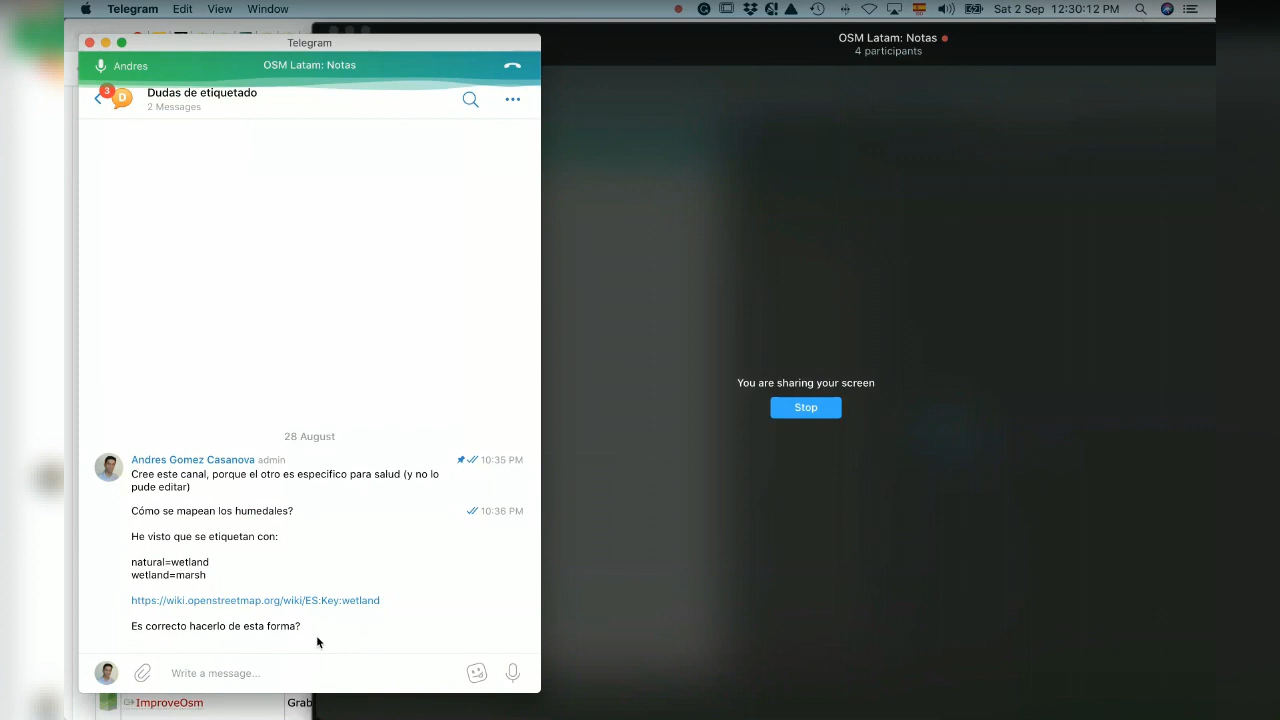 Telegram Edit View Window
Sat 2 Sep 12:30:12 PM
Telegram
Andres
OSM Latam: Notas
3
D
Dudas de etiquetado
2 Messages
28 August
Andres Gomez Casanova admin
10:35 PM
Cree este canal, porque el otro es especifico para salud (y no lo
pude editar)
Cómo se mapean los humedales?
10:36 PM
He visto que se etiquetan con:
natural=wetland
wetland=marsh
https://wiki.openstreetmap.org/wiki/ES:Key:wetland
Es correcto hacerlo de esta forma?
Write a message...
ImproveOsm
Grab
OSM Latam: Notas
4 participants
You are sharing your screen
Stop